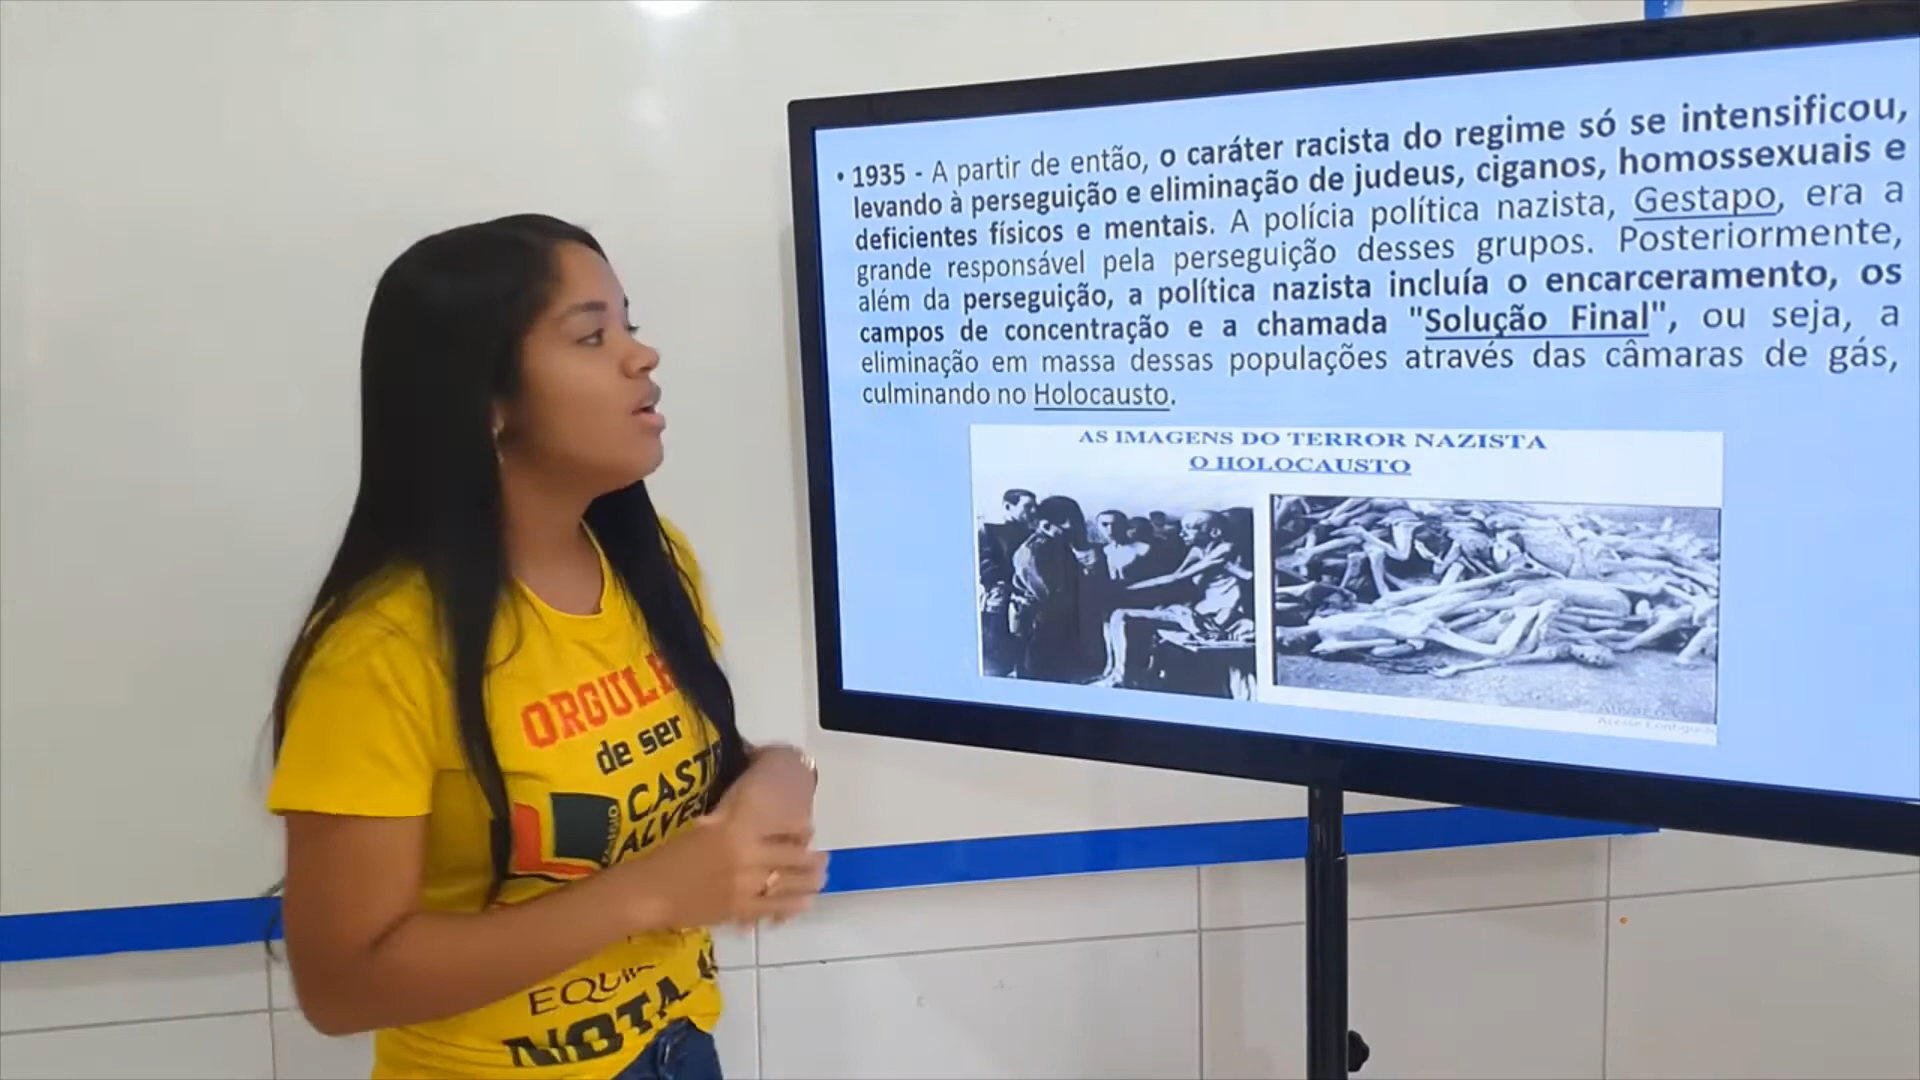 • 1935 - A partir de então, o caráter racista do regime só se intensificou,
levando à perseguição e eliminação de judeus, ciganos, homossexuais e
deficientes físicos e mentais. A polícia política nazista, Gestapo, era a
grande responsável pela perseguição desses grupos. Posteriormente,
além da perseguição, a política nazista incluía o encarceramento, os
campos de concentração e a chamada "Solução Final", ou seja, a
eliminação em massa dessas populações através das câmaras de gás,
culminando no Holocausto.
AS IMAGENS DO TERROR NAZISTA
O HOLOCAUSTO
de ser
ALVES
NOTA